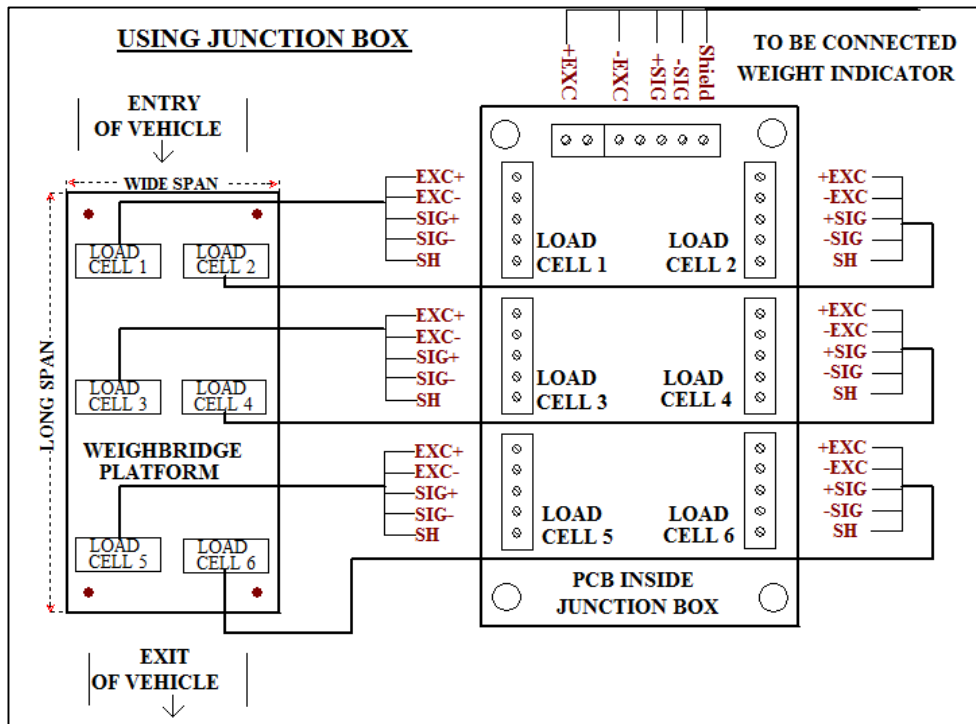 USING JUNCTION BOX
+EXC
-EXC
+SIG
-SIG
Shield
TO BE CONNECTED
WEIGHT INDICATOR
ENTRY
OF VEHICLE
WIDE SPAN
LONG SPAN
LOAD
CELL 1
LOAD
CELL 2
LOAD
CELL 3
LOAD
CELL 4
WEIGHBRIDGE
PLATFORM
LOAD
CELL 5
LOAD
CELL 6
EXIT
OF VEHICLE
EXC+
EXC-
SIG+
SIG-
SH
EXC+
EXC-
SIG+
SIG-
SH
EXC+
EXC-
SIG+
SIG-
SH
LOAD
CELL 1
LOAD
CELL 2
LOAD
CELL 3
LOAD
CELL 4
LOAD
CELL 5
LOAD
CELL 6
PCB INSIDE
JUNCTION BOX
+EXC
-EXC
+SIG
-SIG
SH
+EXC
-EXC
+SIG
-SIG
SH
+EXC
-EXC
+SIG
-SIG
SH